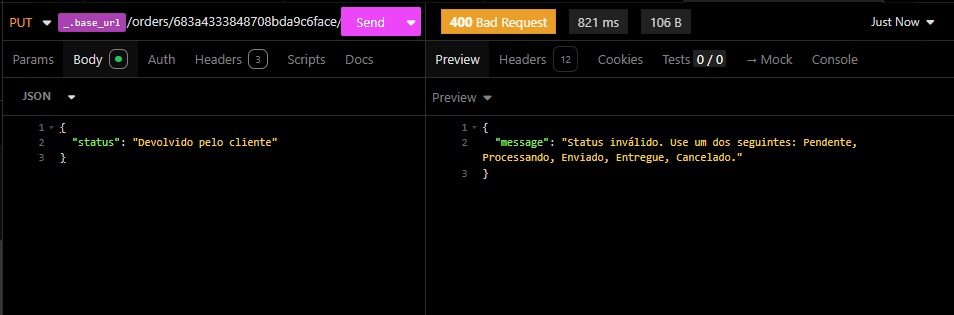 PUT _.base_url/orders/683a4333848708bda9c6face/ Send
400 Bad Request 821 ms 106 B Just Now
Params Body Auth Headers 3 Scripts Docs
Preview Headers 12 Cookies Tests 0 / 0 → Mock Console
JSON
Preview
1 {
2 "status": "Devolvido pelo cliente"
3 }
1 {
2 "message": "Status inválido. Use um dos seguintes: Pendente,
Processando, Enviado, Entregue, Cancelado."
3 }